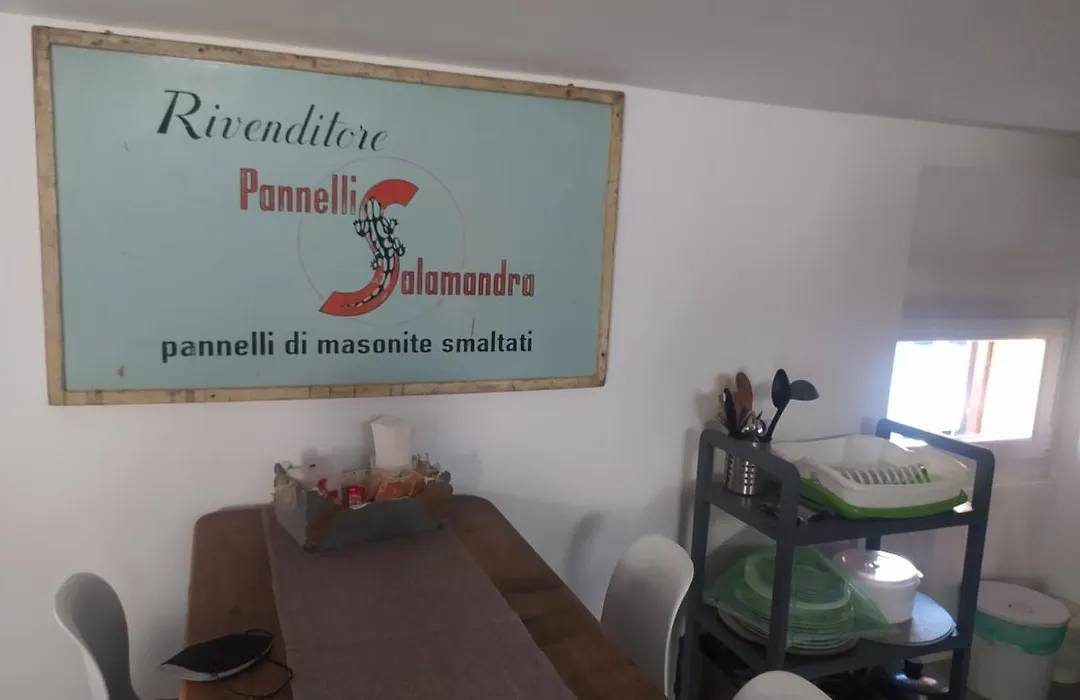 Rivenditore
Pannelli
Salamandra
pannelli di masonite smaltati